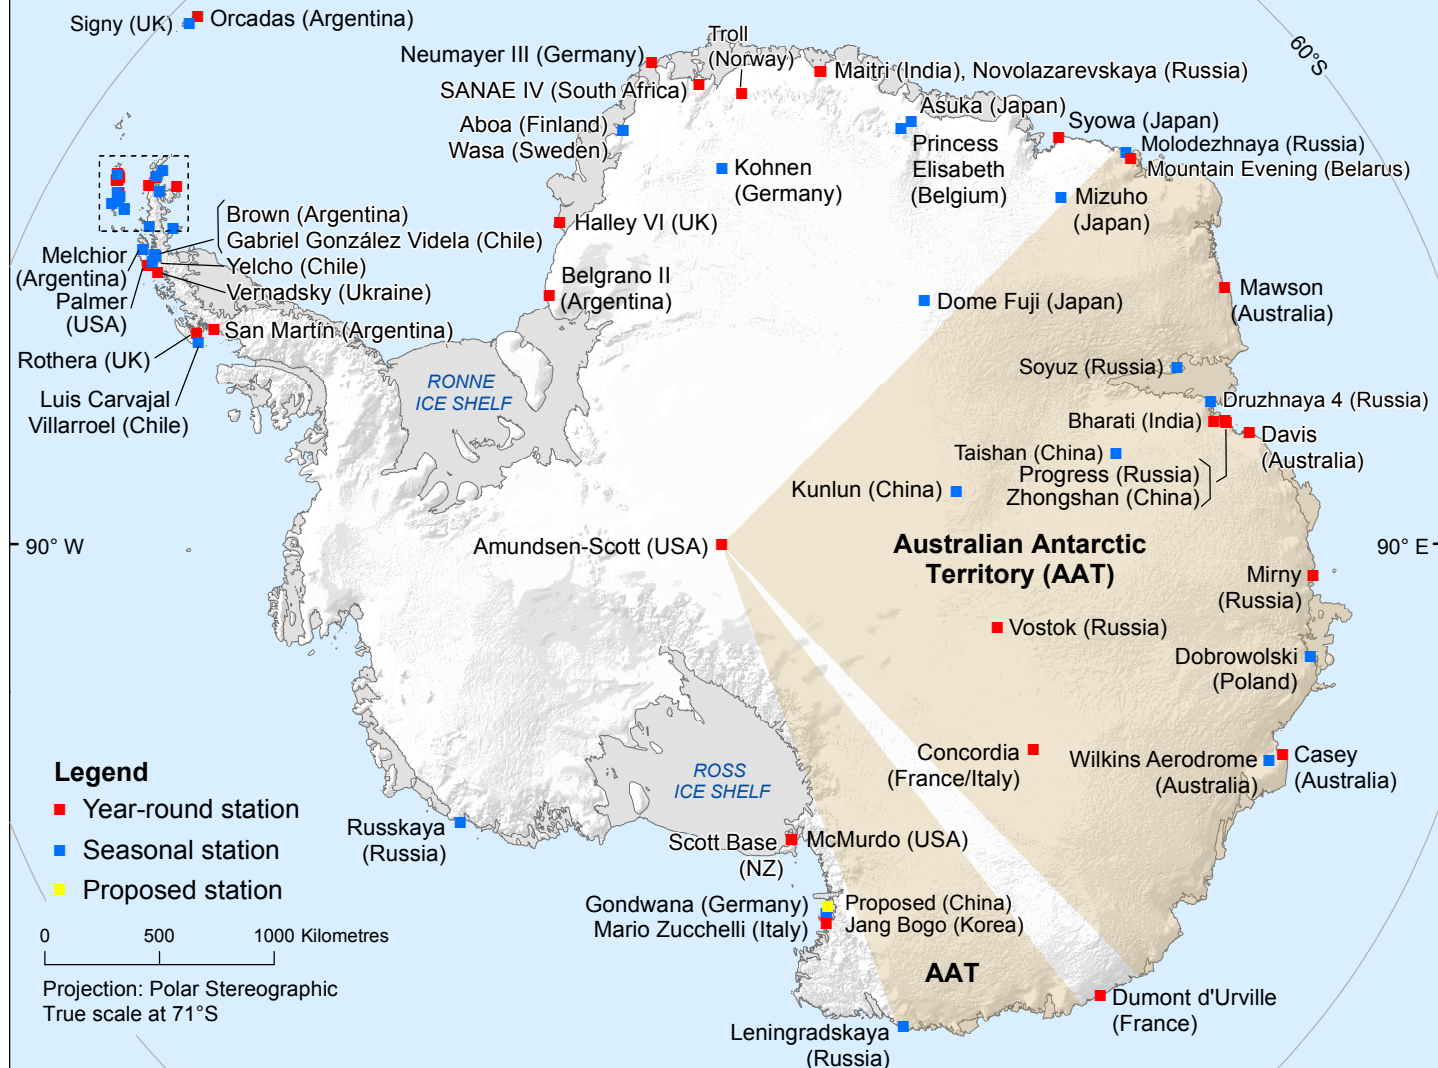 Signy (UK)
Orcadas (Argentina)
60°S
Troll
(Norway)
Neumayer III (Germany)
Maitri (India), Novolazarevskaya (Russia)
SANAE IV (South Africa)
Asuka (Japan)
Aboa (Finland)
Wasa (Sweden)
Syowa (Japan)
Princess
Elisabeth
(Belgium)
Molodezhnaya (Russia)
Mountain Evening (Belarus)
Kohnen
(Germany)
Mizuho
(Japan)
Brown (Argentina)
Gabriel González Videla (Chile)
Yelcho (Chile)
Vernadsky (Ukraine)
Halley VI (UK)
Melchior
(Argentina)
Palmer
(USA)
Belgrano II
(Argentina)
Dome Fuji (Japan)
Mawson
(Australia)
San Martín (Argentina)
Rothera (UK)
Luis Carvajal
Villarroel (Chile)
RONNE
ICE SHELF
Soyuz (Russia)
Druzhnaya 4 (Russia)
Bharati (India)
Davis
(Australia)
Taishan (China)
Progress (Russia)
Zhongshan (China)
Kunlun (China)
90° W
Amundsen-Scott (USA)
Australian Antarctic
Territory (AAT)
90° E
Mirny
(Russia)
Vostok (Russia)
Dobrowolski
(Poland)
Concordia
(France/Italy)
Wilkins Aerodrome
(Australia)
Casey
(Australia)
ROSS
ICE SHELF
Legend
Year-round station
Seasonal station
Proposed station
Russkaya
(Russia)
Scott Base
(NZ)
McMurdo (USA)
Gondwana (Germany)
Mario Zucchelli (Italy)
Proposed (China)
Jang Bogo (Korea)
0 500 1000 Kilometres
Projection: Polar Stereographic
True scale at 71°S
AAT
Dumont d'Urville
(France)
Leningradskaya
(Russia)